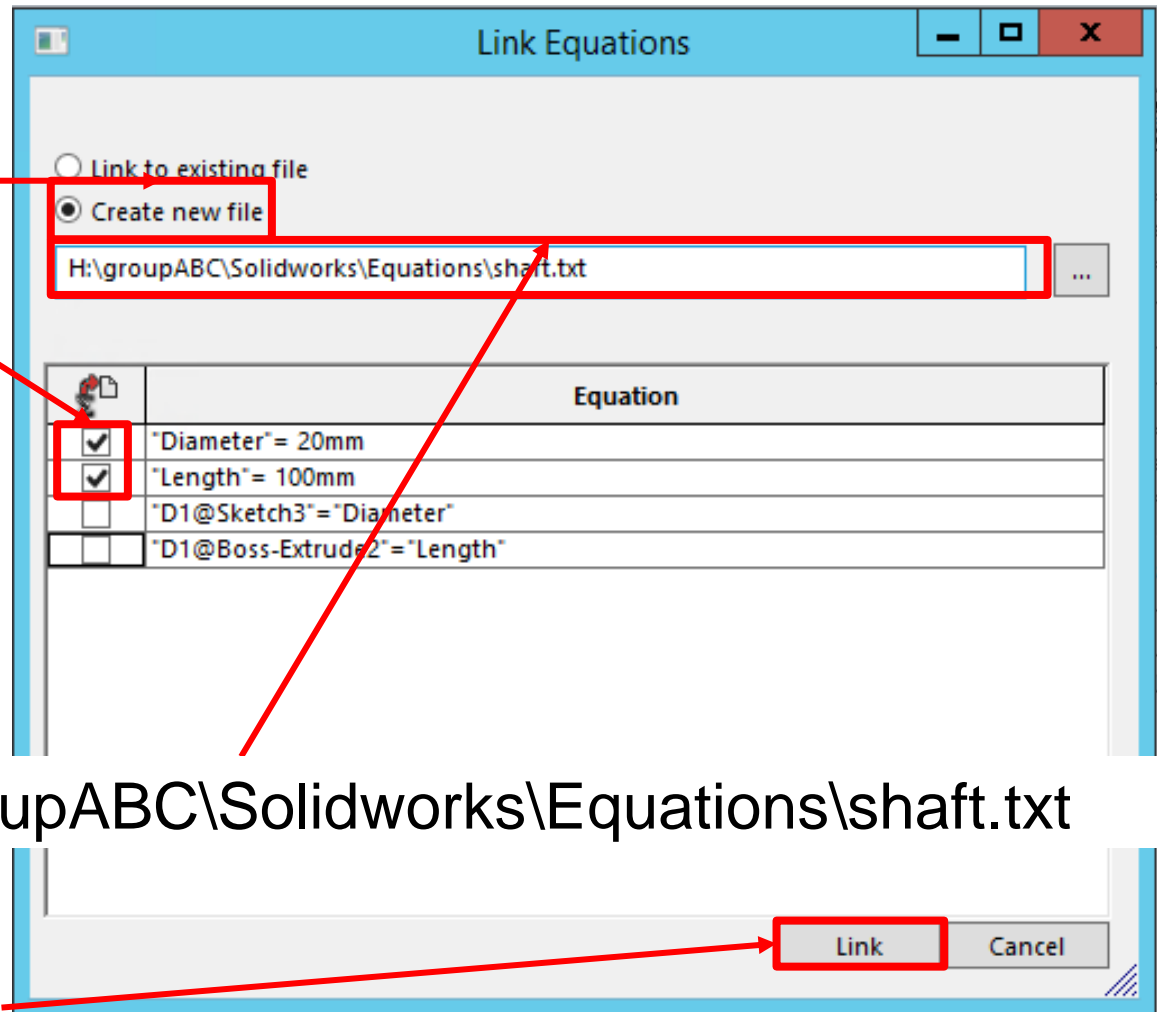 Link Equations
Link to existing file
Create new file
H:\groupABC\Solidworks\Equations\shaft.txt
...
Equation
"Diameter"= 20mm
"Length"= 100mm
"D1@Sketch3"="Diameter"
"D1@Boss-Extrude2"="Length"
upABC\Solidworks\Equations\shaft.txt
Link
Cancel